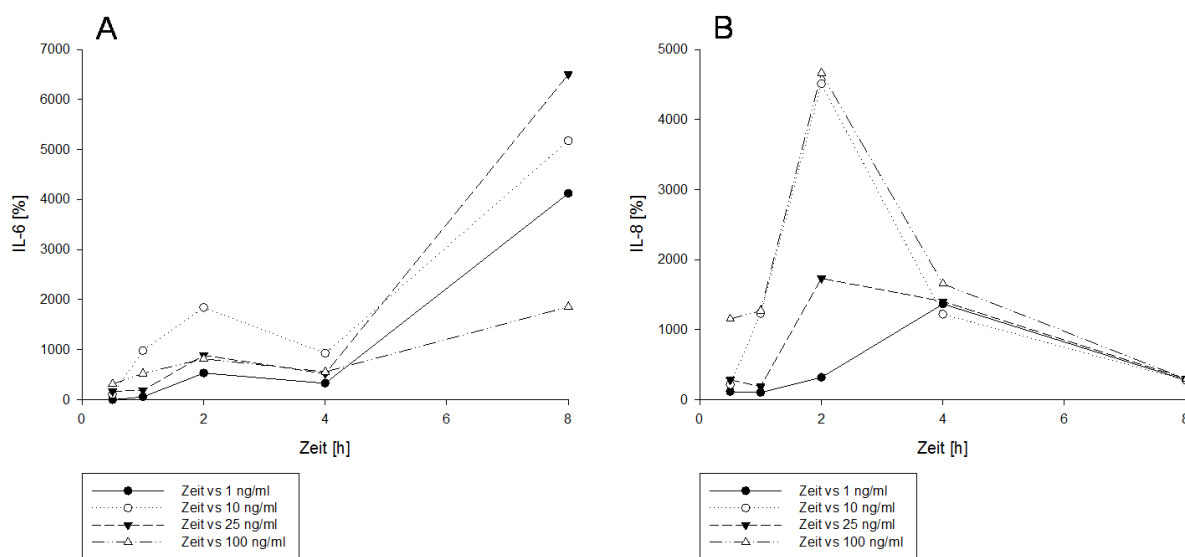 A
7000
6000
5000
4000
3000
2000
1000
0
IL-6 [%]
0 2 4 6 8
Zeit [h]
Zeit vs 1 ng/ml
Zeit vs 10 ng/ml
Zeit vs 25 ng/ml
Zeit vs 100 ng/ml
B
5000
4000
3000
2000
1000
0
IL-8 [%]
0 2 4 6 8
Zeit [h]
Zeit vs 1 ng/ml
Zeit vs 10 ng/ml
Zeit vs 25 ng/ml
Zeit vs 100 ng/ml